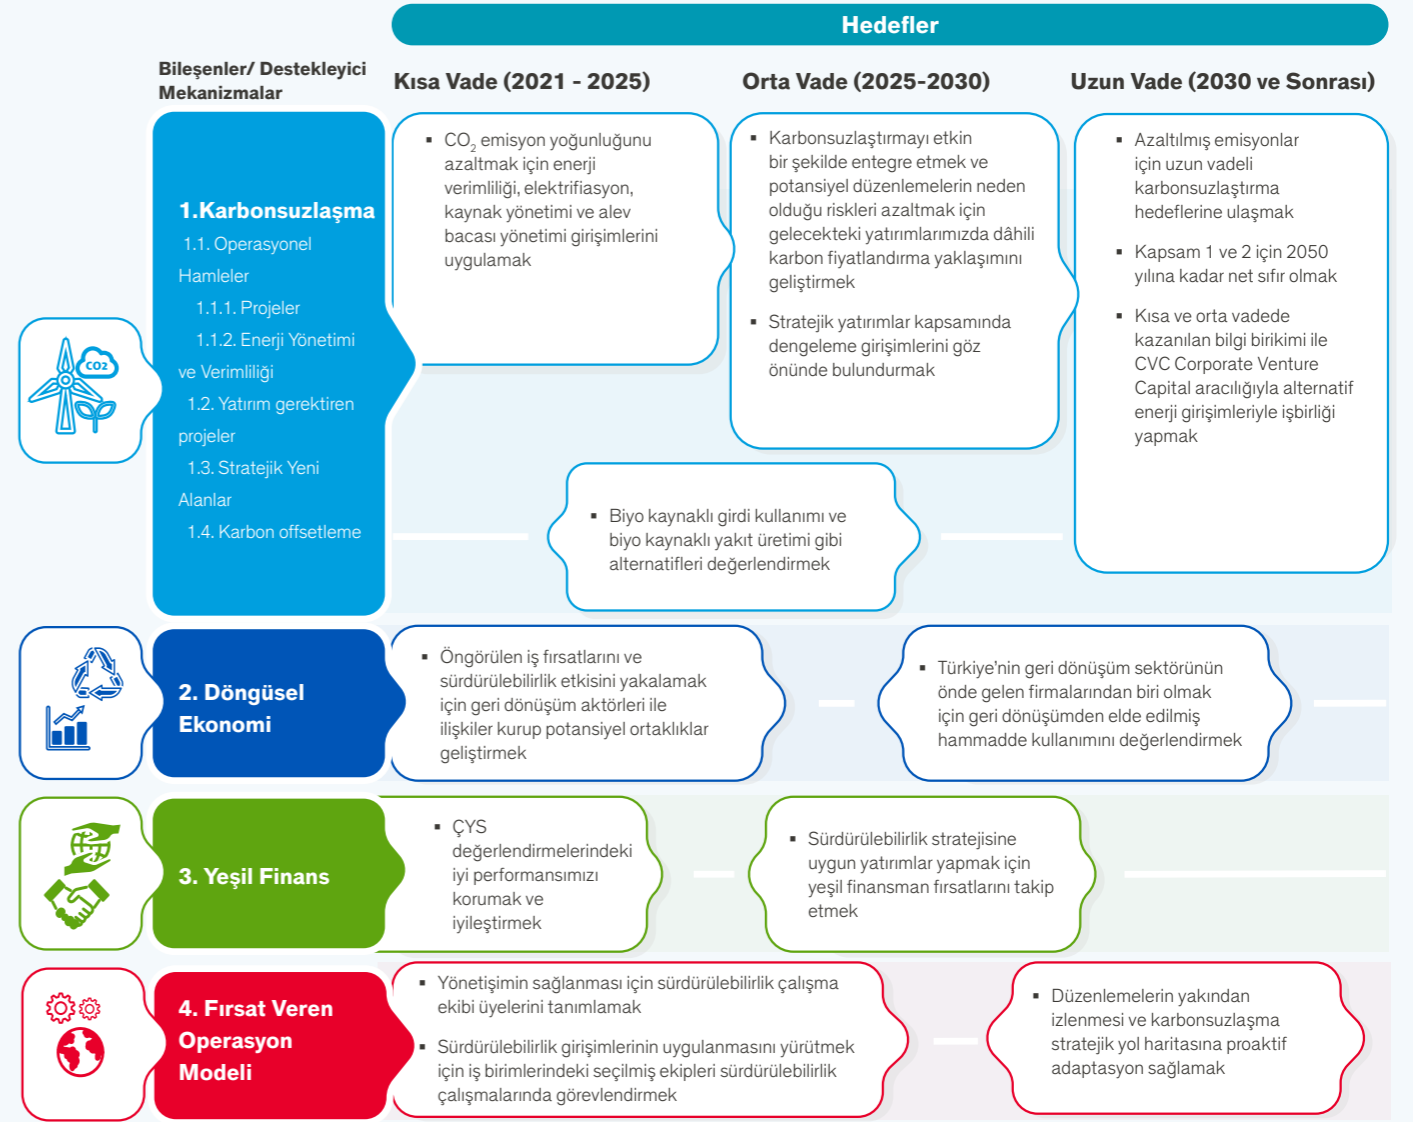 Hedefler
Bileşenler/ Destekleyici
Mekanizmalar
Kısa Vade (2021 - 2025)
Orta Vade (2025-2030)
Uzun Vade (2030 ve Sonrası)
CO2
1.Karbonsuzlaşma
1.1. Operasyonel
Hamleler
1.1.1. Projeler
1.1.2. Enerji Yönetimi
ve Verimliliği
1.2. Yatırım gerektiren
projeler
1.3. Stratejik Yeni
Alanlar
1.4. Karbon offsetleme
▪ CO₂ emisyon yoğunluğunu
azaltmak için enerji
verimliliği, elektrifiasyon,
kaynak yönetimi ve alev
bacası yönetimi girişimlerini
uygulamak
▪ Karbonsuzlaştırmayı etkin
bir şekilde entegre etmek ve
potansiyel düzenlemelerin neden
olduğu riskleri azaltmak için
gelecekteki yatırımlarımızda dâhili
karbon fiyatlandırma yaklaşımını
geliştirmek
▪ Stratejik yatırımlar kapsamında
dengeleme girişimlerini göz
önünde bulundurmak
▪ Azaltılmış emisyonlar
için uzun vadeli
karbonsuzlaştırma
hedeflerine ulaşmak
▪ Kapsam 1 ve 2 için 2050
yılına kadar net sıfır olmak
▪ Kısa ve orta vadede
kazanılan bilgi birikimi ile
CVC Corporate Venture
Capital aracılığıyla alternatif
enerji girişimleriyle işbirliği
yapmak
▪ Biyo kaynaklı girdi kullanımı ve
biyo kaynaklı yakıt üretimi gibi
alternatifleri değerlendirmek
2. Döngüsel
Ekonomi
▪ Öngörülen iş fırsatlarını ve
sürdürülebilirlik etkisini yakalamak
için geri dönüşüm aktörleri ile
ilişkiler kurup potansiyel ortaklıklar
geliştirmek
▪ Türkiye’nin geri dönüşüm sektörünün
önde gelen firmalarından biri olmak
için geri dönüşümden elde edilmiş
hammadde kullanımını değerlendirmek
3. Yeşil Finans
▪ ÇYS
değerlendirmelerindeki
iyi performansımızı
korumak ve
iyileştirmek
▪ Sürdürülebilirlik stratejisine
uygun yatırımlar yapmak için
yeşil finansman fırsatlarını takip
etmek
4. Fırsat Veren
Operasyon
Modeli
▪ Yönetişimin sağlanması için sürdürülebilirlik çalışma
ekibi üyelerini tanımlamak
▪ Sürdürülebilirlik girişimlerinin uygulanmasını yürütmek
için iş birimlerindeki seçilmiş ekipleri sürdürülebilirlik
çalışmalarında görevlendirmek
▪ Düzenlemelerin yakından
izlenmesi ve karbonsuzlaşma
stratejik yol haritasına proaktif
adaptasyon sağlamak